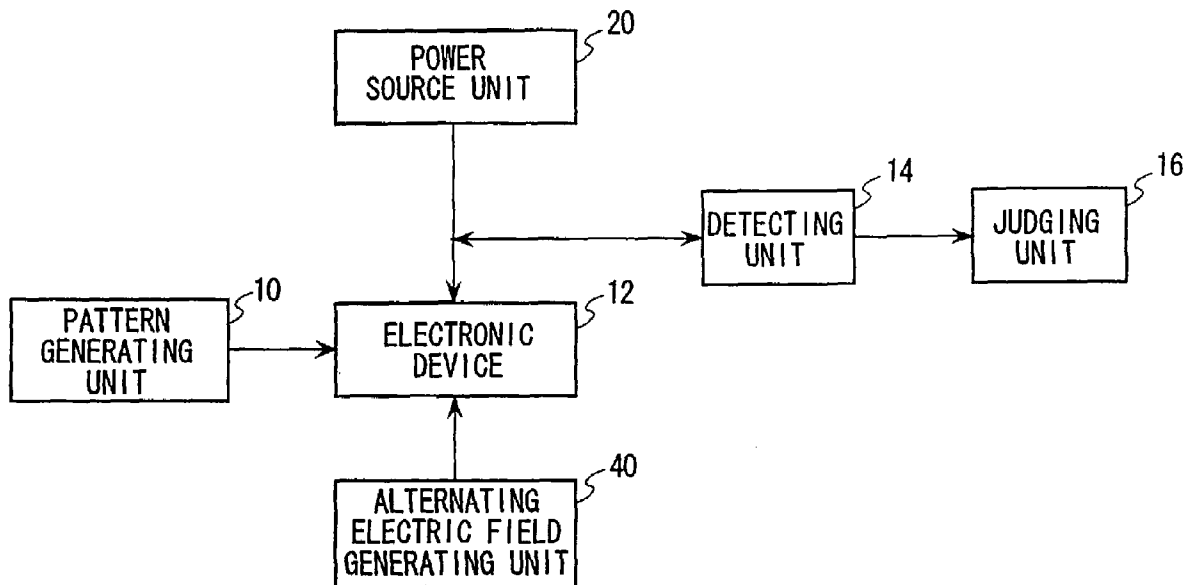 20
POWER
SOURCE UNIT
14
16
DETECTING
UNIT
JUDGING
UNIT
10
12
PATTERN
GENERATING
UNIT
ELECTRONIC
DEVICE
40
ALTERNATING
ELECTRIC FIELD
GENERATING UNIT